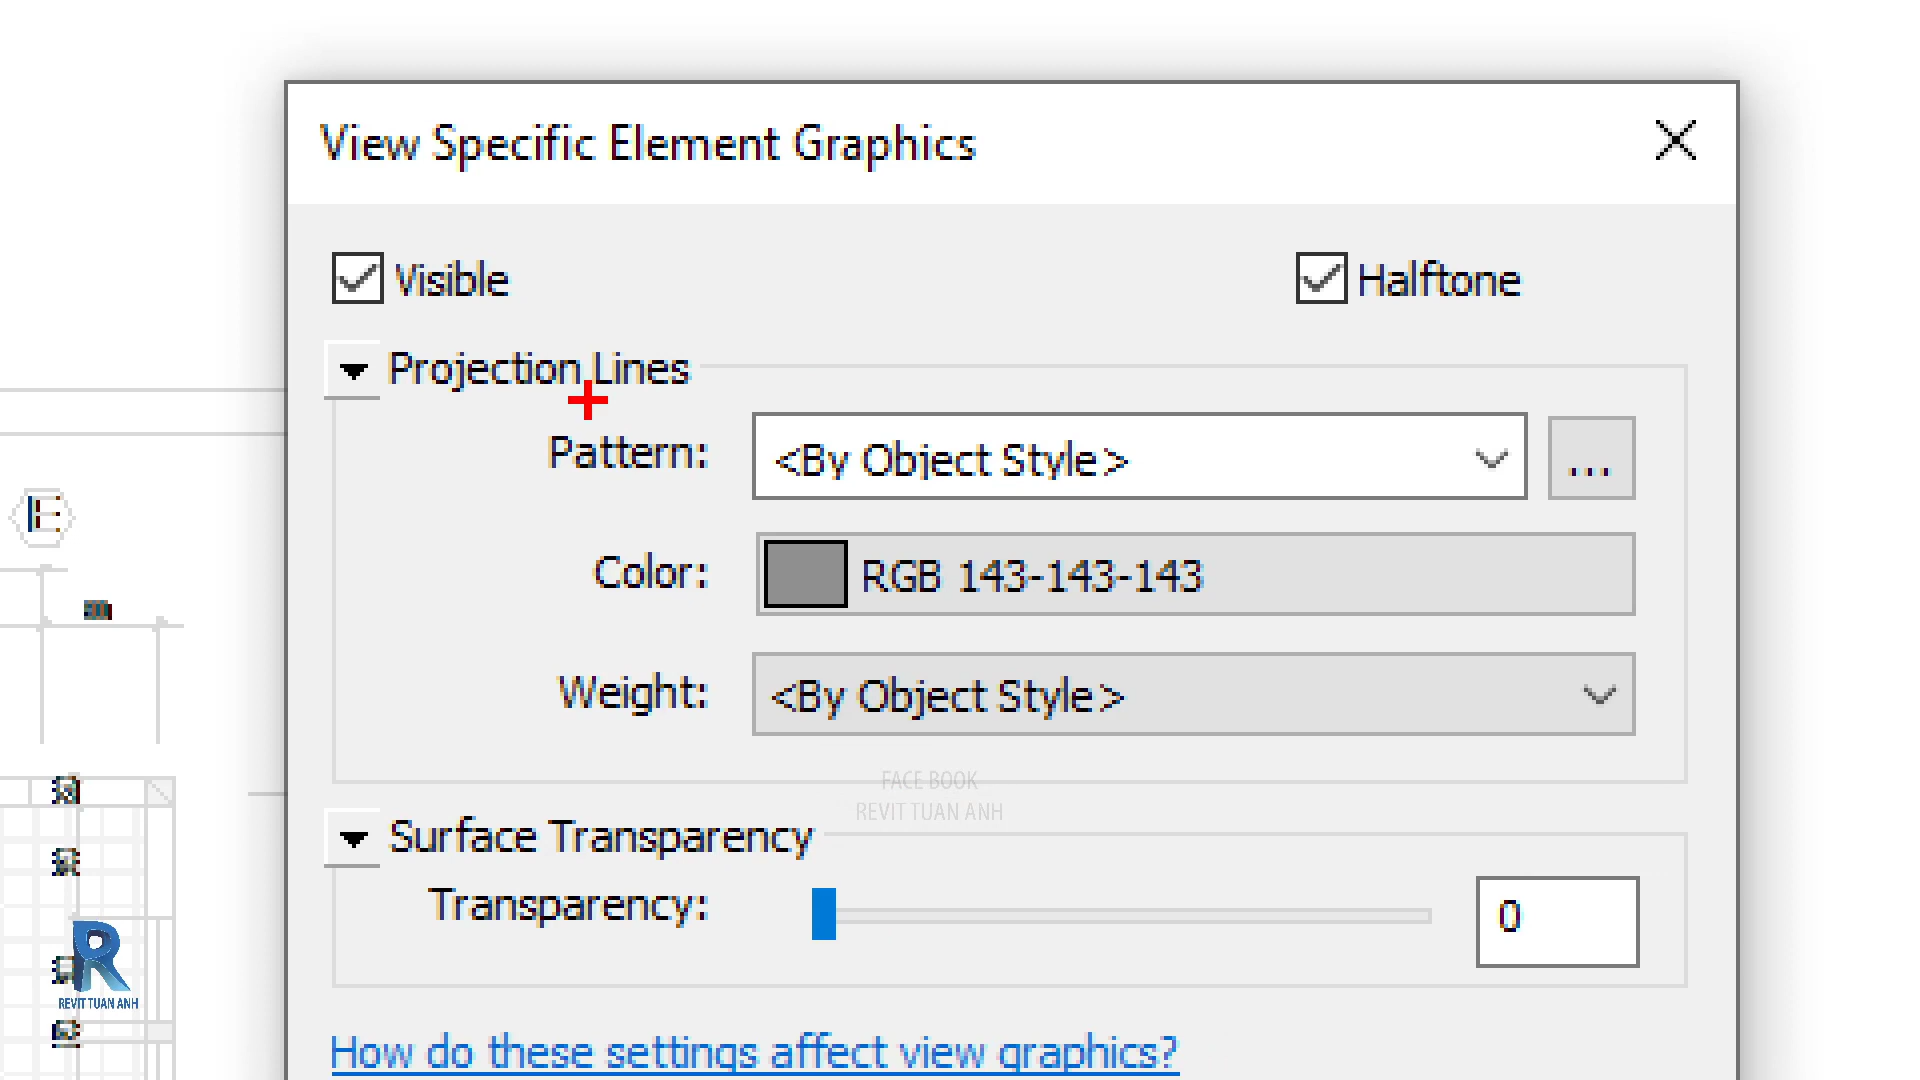 View Specific Element Graphics
Visible
Halftone
Projection Lines
Pattern:
<By Object Style>
...
Color:
RGB 143-143-143
Weight:
<By Object Style>
FACE BOOK
REVIT TUAN ANH
Surface Transparency
Transparency:
0
How do these settings affect view graphics?
E
REVIT TUAN ANH